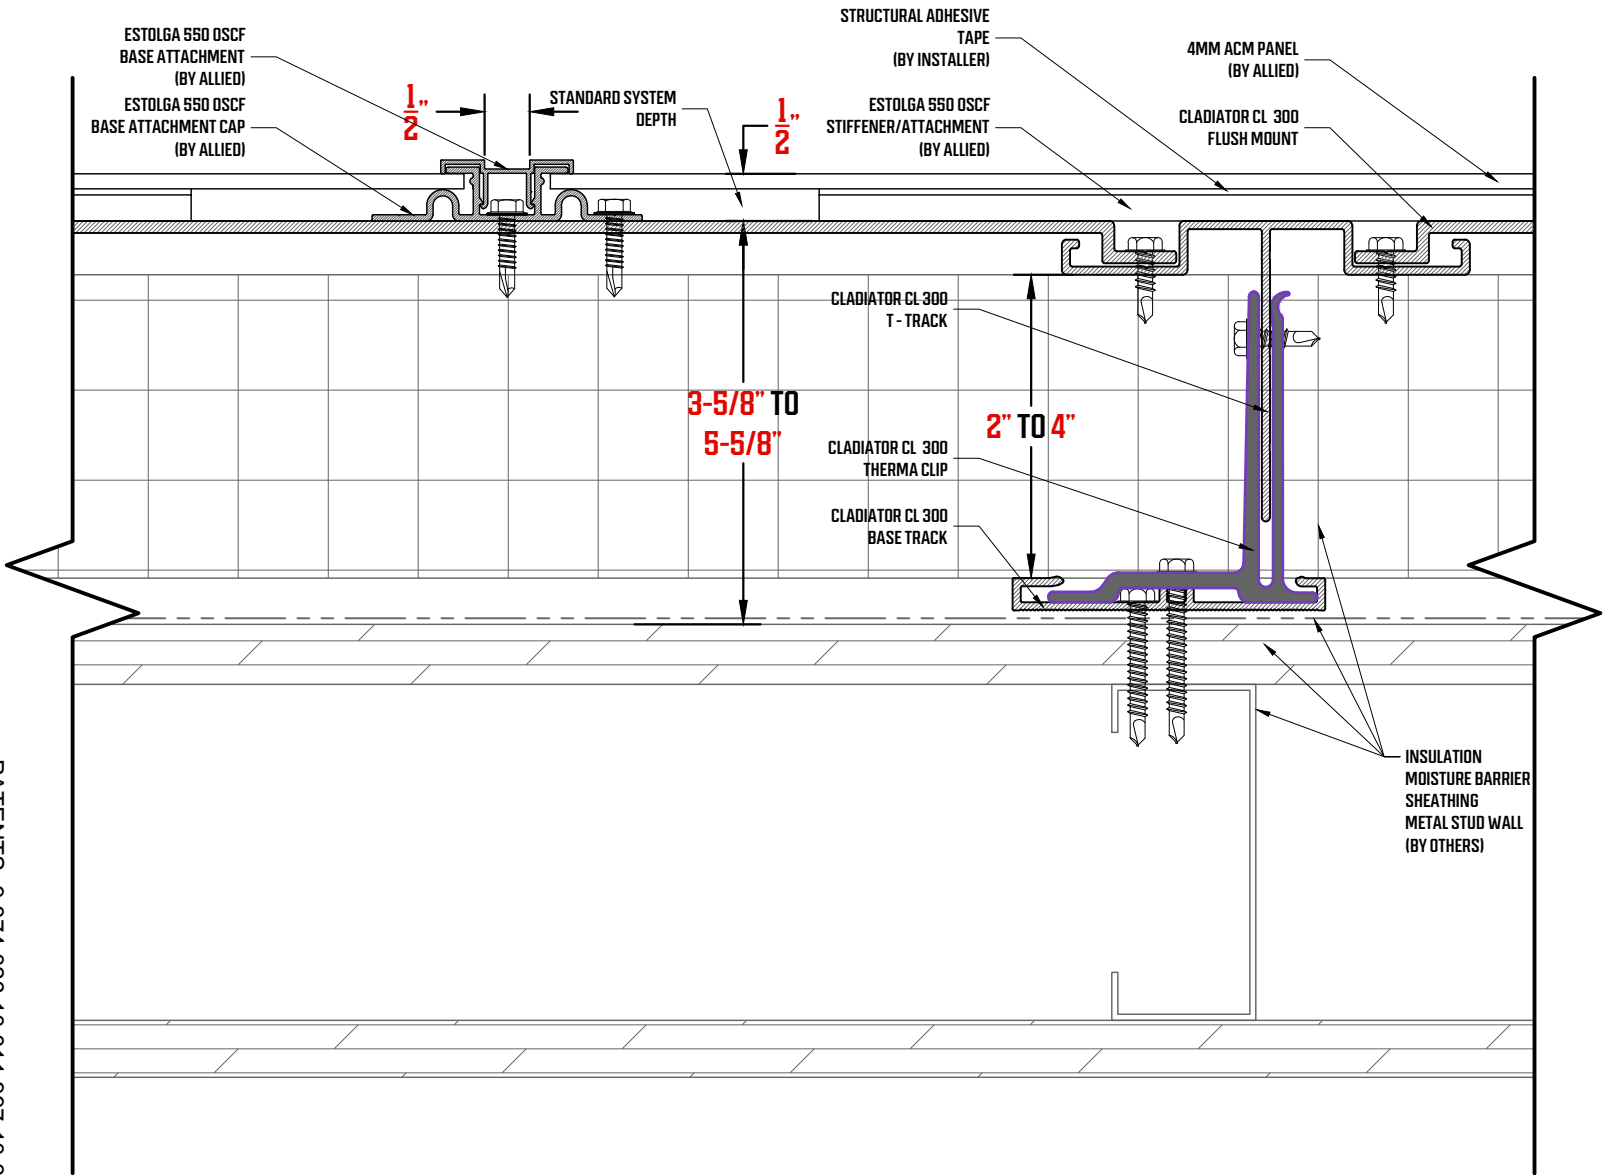 ESTOLGA 550 OSCF
BASE ATTACHMENT
(BY ALLIED)
ESTOLGA 550 OSCF
BASE ATTACHMENT CAP
(BY ALLIED)
1/2"
STANDARD SYSTEM
DEPTH
1/2"
STRUCTURAL ADHESIVE
TAPE
(BY INSTALLER)
ESTOLGA 550 OSCF
STIFFENER/ATTACHMENT
(BY ALLIED)
4MM ACM PANEL
(BY ALLIED)
CLADIATOR CL 300
FLUSH MOUNT
CLADIATOR CL 300
T - TRACK
3-5/8" TO
5-5/8"
2" TO 4"
CLADIATOR CL 300
THERMA CLIP
CLADIATOR CL 300
BASE TRACK
INSULATION
MOISTURE BARRIER
SHEATHING
METAL STUD WALL
(BY OTHERS)